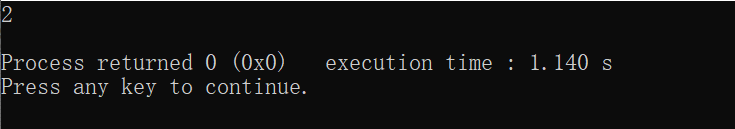 2
Process returned 0 (0x0)   execution time : 1.140 s
Press any key to continue.